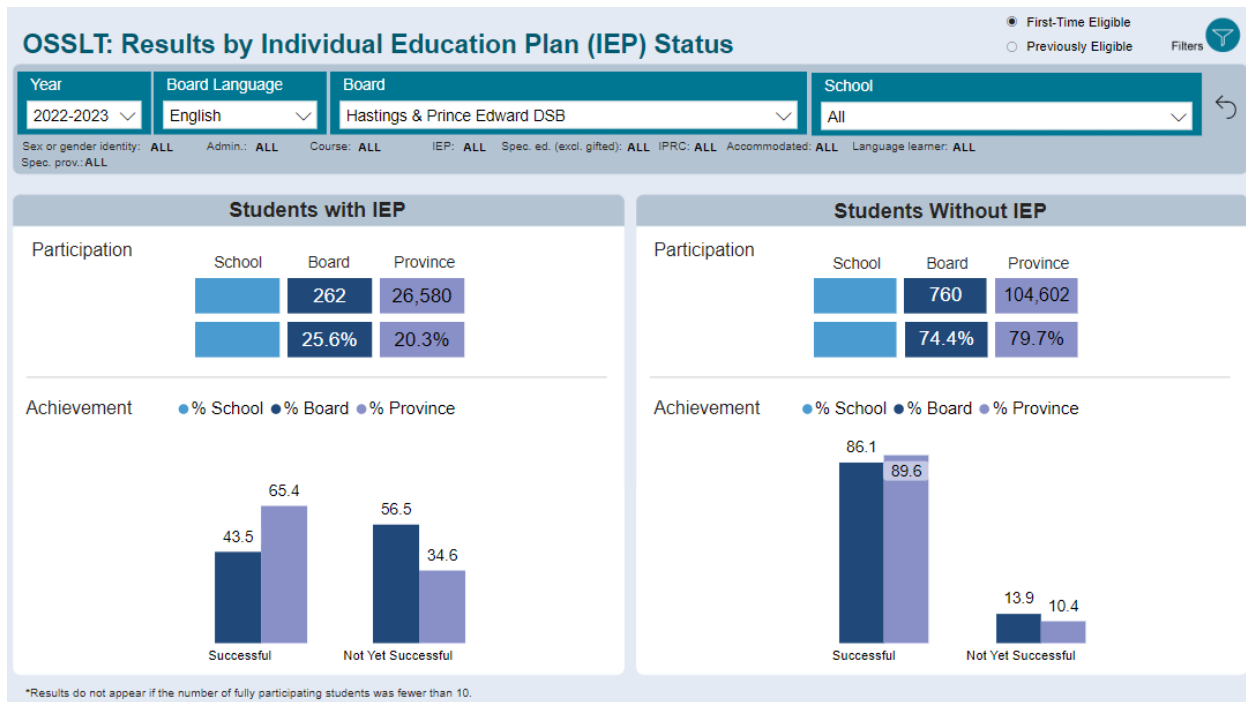 First-Time Eligible
OSSLT: Results by Individual Education Plan (IEP) Status
Previously Eligible
Filters
Year
Board Language
Board
School
2022-2023
English
Hastings & Prince Edward DSB
All
Sex or gender identity: ALL Admin.: ALL Course: ALL IEP: ALL Spec. ed. (excl. gifted): ALL IPRC: ALL Accommodated: ALL Language learner: ALL
Spec. prov.: ALL
Students with IEP
Participation
School Board Province
262 26,580
25.6% 20.3%
Achievement
% School % Board % Province
65.4
56.5
43.5
34.6
Successful Not Yet Successful
Students Without IEP
Participation
School Board Province
760 104,602
74.4% 79.7%
Achievement
% School % Board % Province
86.1
89.6
13.9
10.4
Successful Not Yet Successful
*Results do not appear if the number of fully participating students was fewer than 10.